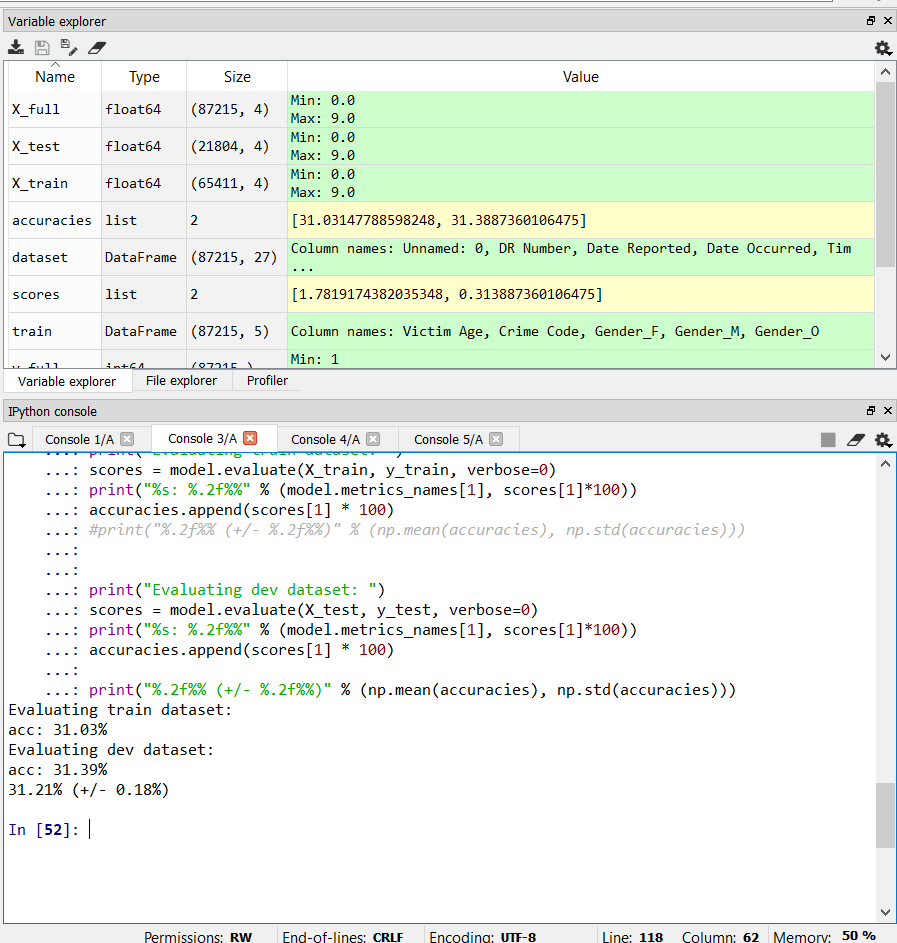 Variable explorer
Name Type Size Value
X_full float64 (87215, 4) Min: 0.0
Max: 9.0
X_test float64 (21804, 4) Min: 0.0
Max: 9.0
X_train float64 (65411, 4) Min: 0.0
Max: 9.0
accuracies list 2 [31.03147788598248, 31.3887360106475]
dataset DataFrame (87215, 27) Column names: Unnamed: 0, DR Number, Date Reported, Date Occurred, Tim
...
scores list 2 [1.7819174382035348, 0.313887360106475]
train DataFrame (87215, 5) Column names: Victim Age, Crime Code, Gender_F, Gender_M, Gender_O
y_full int64 (87215,) Min: 1
Variable explorer File explorer Profiler
IPython console
Console 1/A Console 3/A Console 4/A Console 5/A
...: print("Evaluating train dataset: ")
...: scores = model.evaluate(X_train, y_train, verbose=0)
...: print("%s: %.2f%%" % (model.metrics_names[1], scores[1]*100))
...: accuracies.append(scores[1] * 100)
...: #print("%.2f%% (+/- %.2f%%)" % (np.mean(accuracies), np.std(accuracies)))
...:
...:
...: print("Evaluating dev dataset: ")
...: scores = model.evaluate(X_test, y_test, verbose=0)
...: print("%s: %.2f%%" % (model.metrics_names[1], scores[1]*100))
...: accuracies.append(scores[1] * 100)
...:
...: print("%.2f%% (+/- %.2f%%)" % (np.mean(accuracies), np.std(accuracies)))
Evaluating train dataset:
acc: 31.03%
Evaluating dev dataset:
acc: 31.39%
31.21% (+/- 0.18%)
In [52]:
Permissions: RW End-of-lines: CRLF Encoding: UTF-8 Line: 118 Column: 62 Memory: 50 %